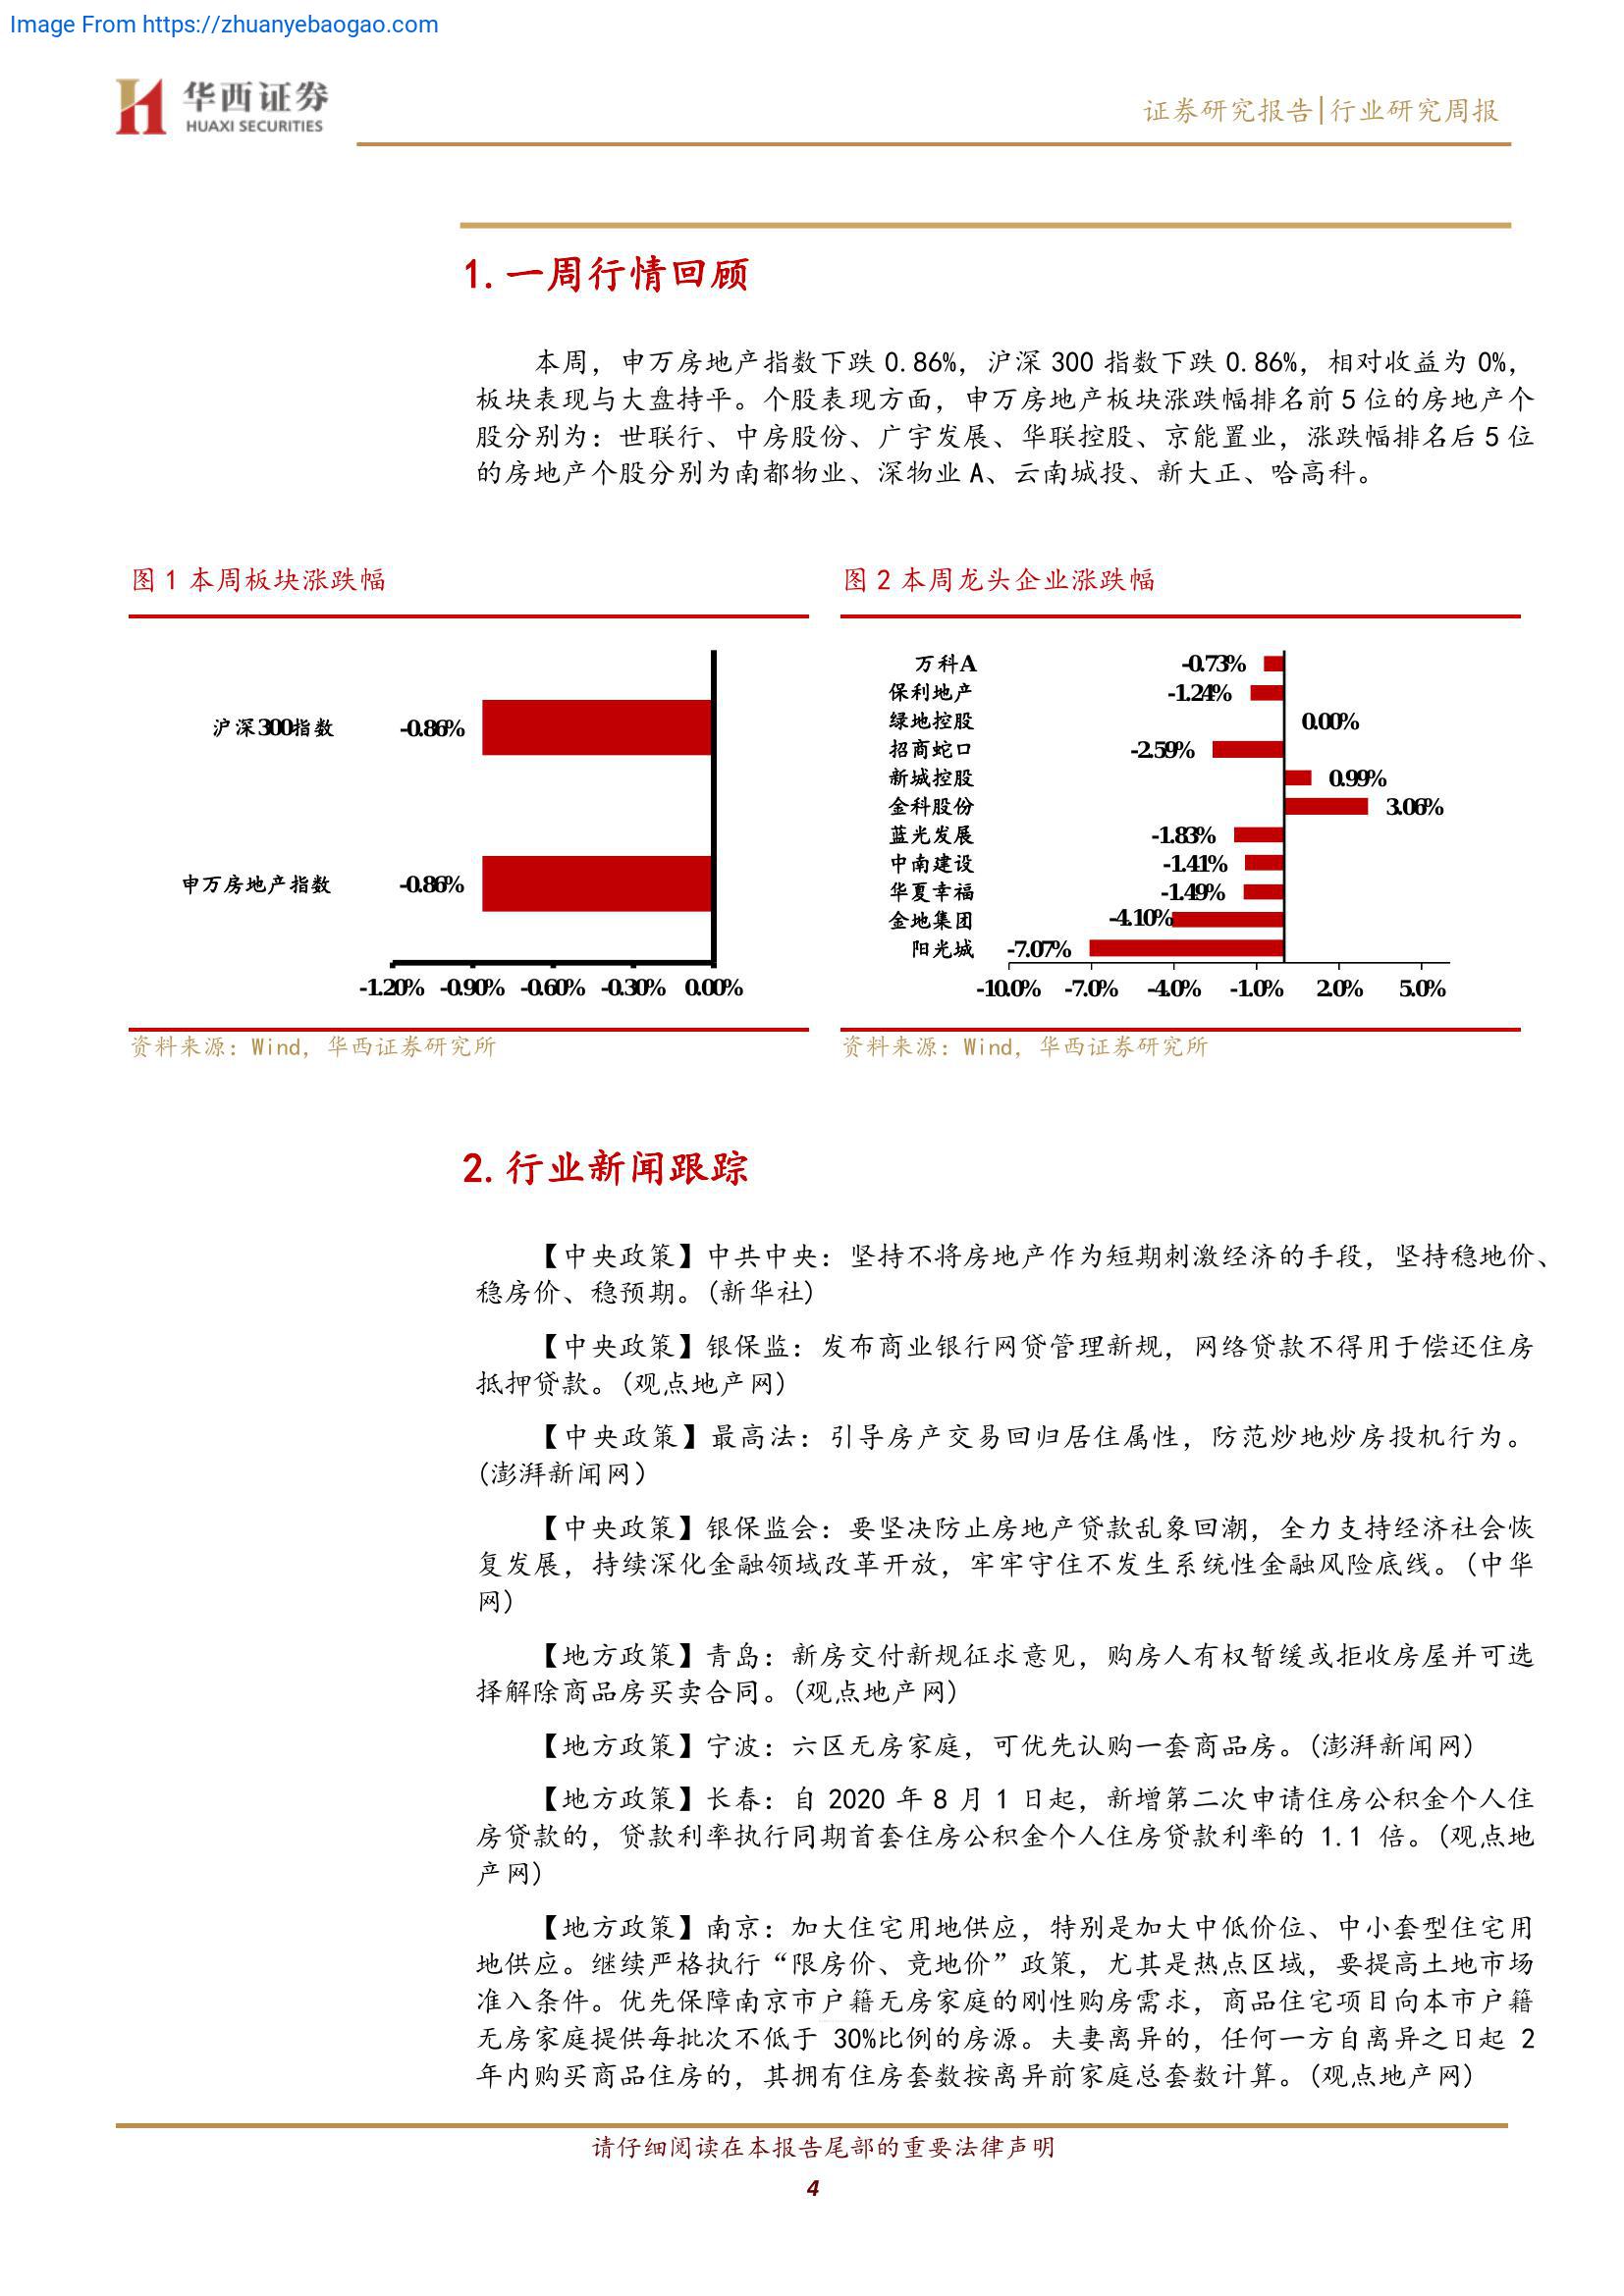 Image From https://zhuanyebaogao.com
华西证券
HUAXI SECURITIES
证券研究报告|行业研究周报
1.一周行情回顾
本周，申万房地产指数下跌 0.86%，沪深 300 指数下跌 0.86%，相对收益为 0%，
板块表现与大盘持平。个股表现方面，申万房地产板块涨跌幅排名前 5 位的房地产个
股分别为：世联行、中房股份、广宇发展、华联控股、京能置业，涨跌幅排名后 5 位
的房地产个股分别为南都物业、深物业 A、云南城投、新大正、哈高科。
图 1 本周板块涨跌幅
沪深300指数 -0.86%
申万房地产指数 -0.86%
-1.20% -0.90% -0.60% -0.30% 0.00%
资料来源：Wind，华西证券研究所
图 2 本周龙头企业涨跌幅
万科A -0.73%
保利地产 -1.24%
绿地控股 0.00%
招商蛇口 -2.59%
新城控股 0.99%
金科股份 3.06%
蓝光发展 -1.83%
中南建设 -1.41%
华夏幸福 -1.49%
金地集团 -4.10%
阳光城 -7.07%
-10.0% -7.0% -4.0% -1.0% 2.0% 5.0%
资料来源：Wind，华西证券研究所
2.行业新闻跟踪
【中央政策】中共中央：坚持不将房地产作为短期刺激经济的手段，坚持稳地价、
稳房价、稳预期。(新华社)
【中央政策】银保监：发布商业银行网贷管理新规，网络贷款不得用于偿还住房
抵押贷款。(观点地产网)
【中央政策】最高法：引导房产交易回归居住属性，防范炒地炒房投机行为。
(澎湃新闻网)
【中央政策】银保监会：要坚决防止房地产贷款乱象回潮，全力支持经济社会恢
复发展，持续深化金融领域改革开放，牢牢守住不发生系统性金融风险底线。(中华
网)
【地方政策】青岛：新房交付新规征求意见，购房人有权暂缓或拒收房屋并可选
择解除商品房买卖合同。(观点地产网)
【地方政策】宁波：六区无房家庭，可优先认购一套商品房。(澎湃新闻网)
【地方政策】长春：自 2020 年 8 月 1 日起，新增第二次申请住房公积金个人住
房贷款的，贷款利率执行同期首套住房公积金个人住房贷款利率的 1.1 倍。(观点地
产网)
【地方政策】南京：加大住宅用地供应，特别是加大中低价位、中小套型住宅用
地供应。继续严格执行“限房价、竞地价”政策，尤其是热点区域，要提高土地市场
准入条件。优先保障南京市户籍无房家庭的刚性购房需求，商品住宅项目向本市户籍
无房家庭提供每批次不低于 30%比例的房源。夫妻离异的，任何一方自离异之日起 2
年内购买商品住房的，其拥有住房套数按离异前家庭总套数计算。(观点地产网)
请仔细阅读在本报告尾部的重要法律声明
4